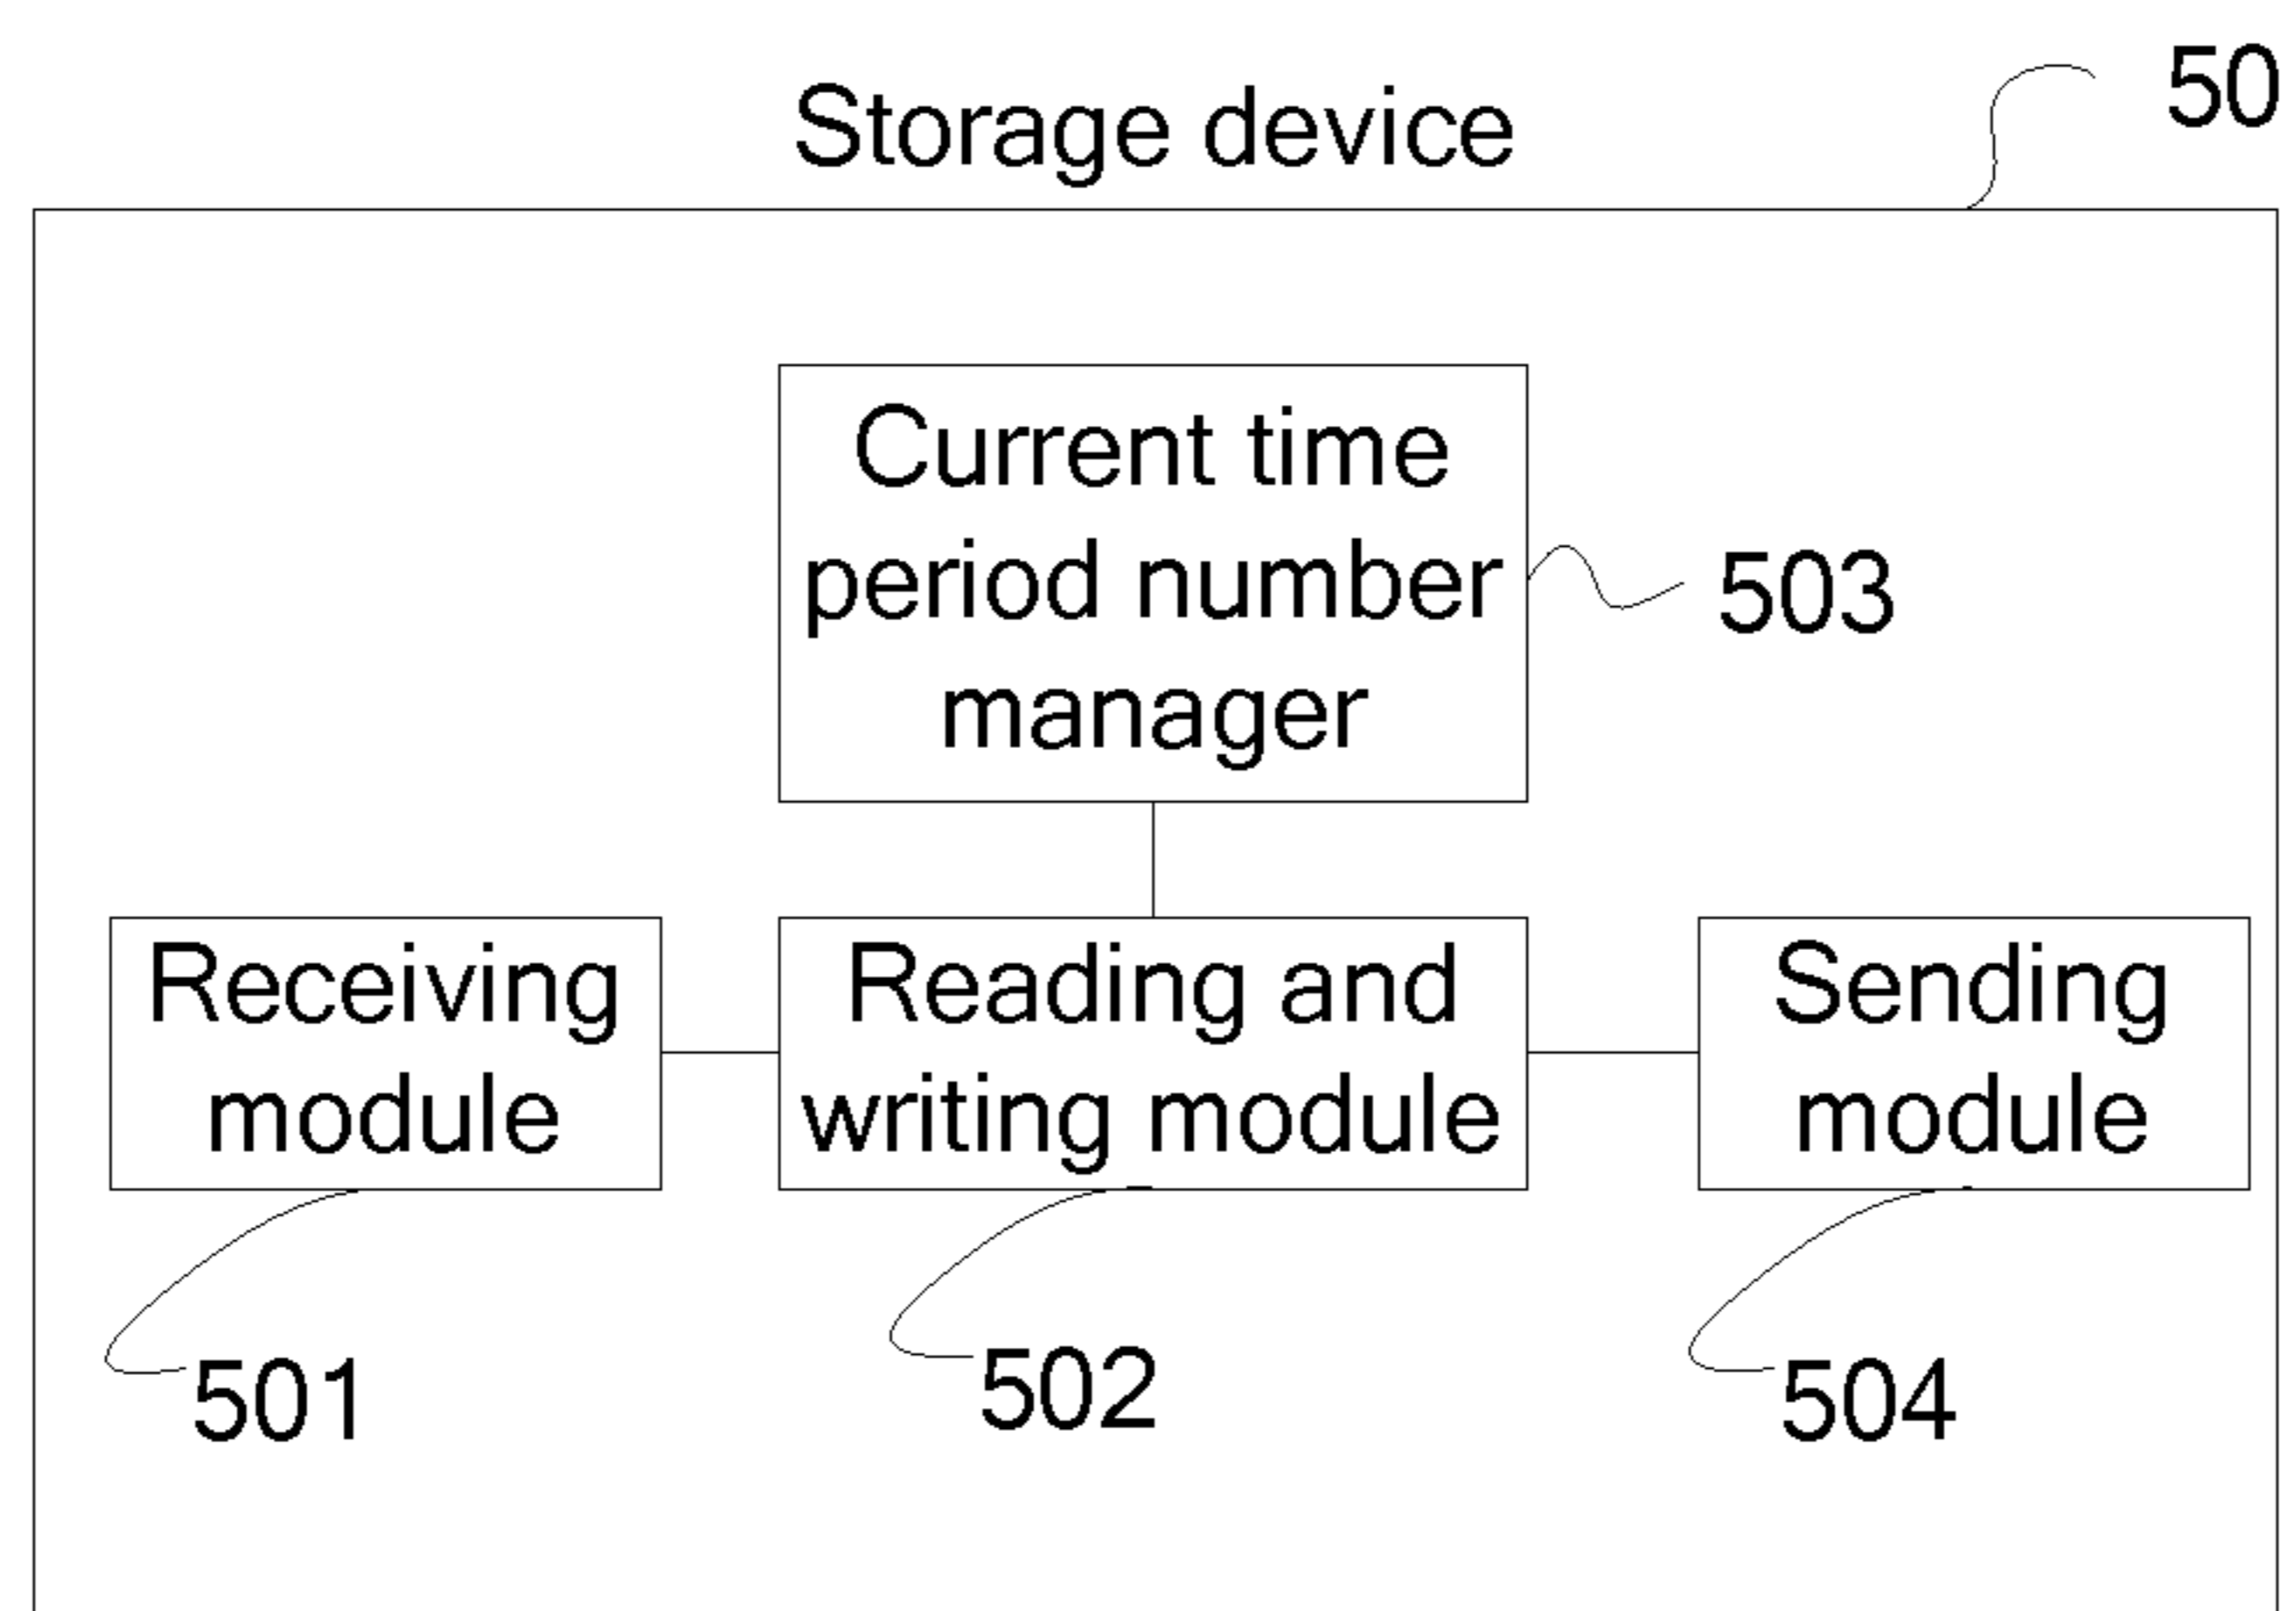 50
Storage device
Current time
period number
manager
503
Receiving
module
Reading and
writing module
Sending
module
501
502
504